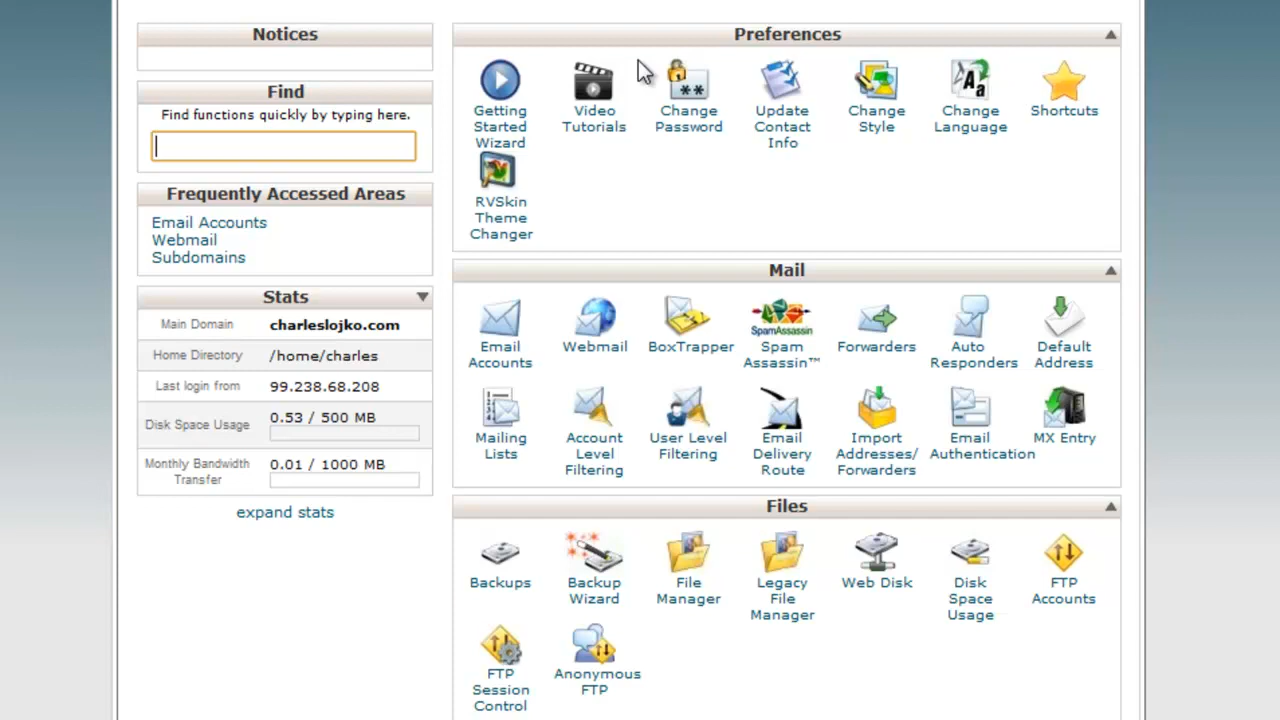 Notices
Find
Find functions quickly by typing here.
Frequently Accessed Areas
Email Accounts
Webmail
Subdomains
Stats
Main Domain charleslojko.com
Home Directory /home/charles
Last login from 99.238.68.208
Disk Space Usage 0.53 / 500 MB
Monthly Bandwidth Transfer 0.01 / 1000 MB
expand stats
Preferences
Getting Started Wizard
Video Tutorials
Change Password
Update Contact Info
Change Style
Change Language
Shortcuts
RVSkin Theme Changer
Mail
Email Accounts
Webmail
BoxTrapper
SpamAssassin
Spam Assassin™
Forwarders
Auto Responders
Default Address
Mailing Lists
Account Level Filtering
User Level Filtering
Email Delivery Route
Import Addresses/ Forwarders
Email Authentication
MX Entry
Files
Backups
Backup Wizard
File Manager
Legacy File Manager
Web Disk
Disk Space Usage
FTP Accounts
FTP Session Control
Anonymous FTP